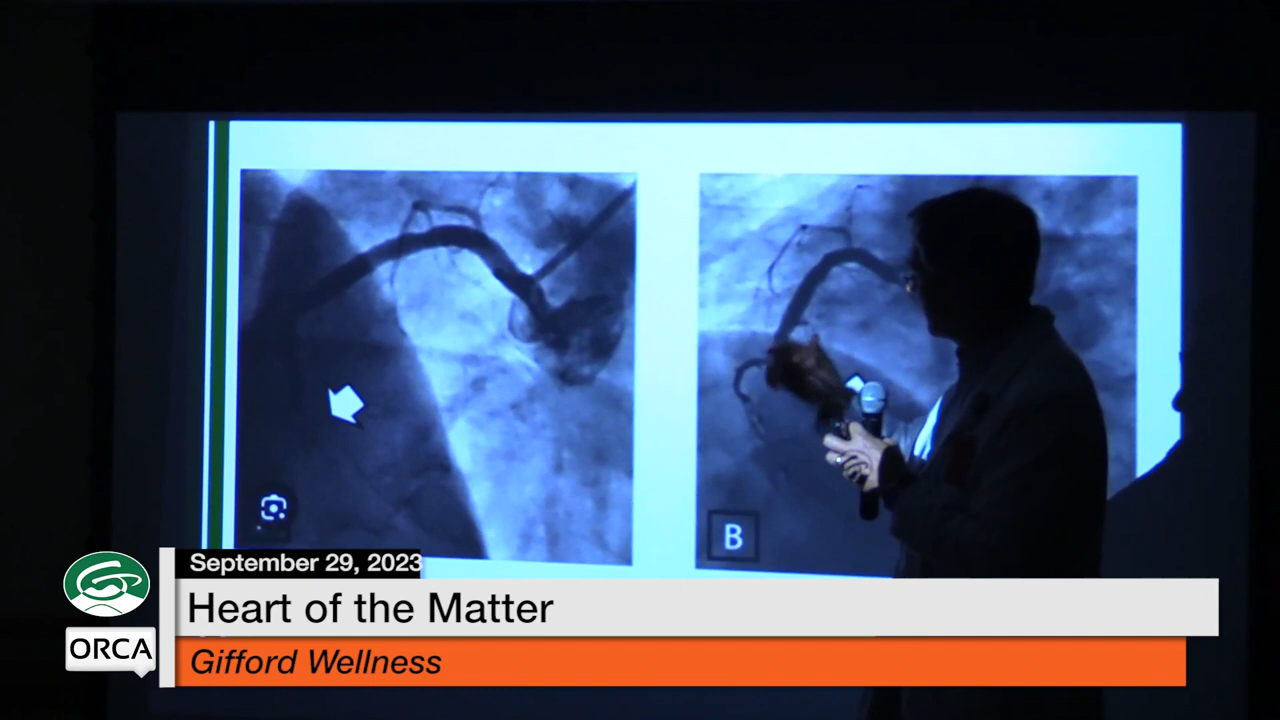 B
September 29, 2023
Heart of the Matter
ORCA
Gifford Wellness